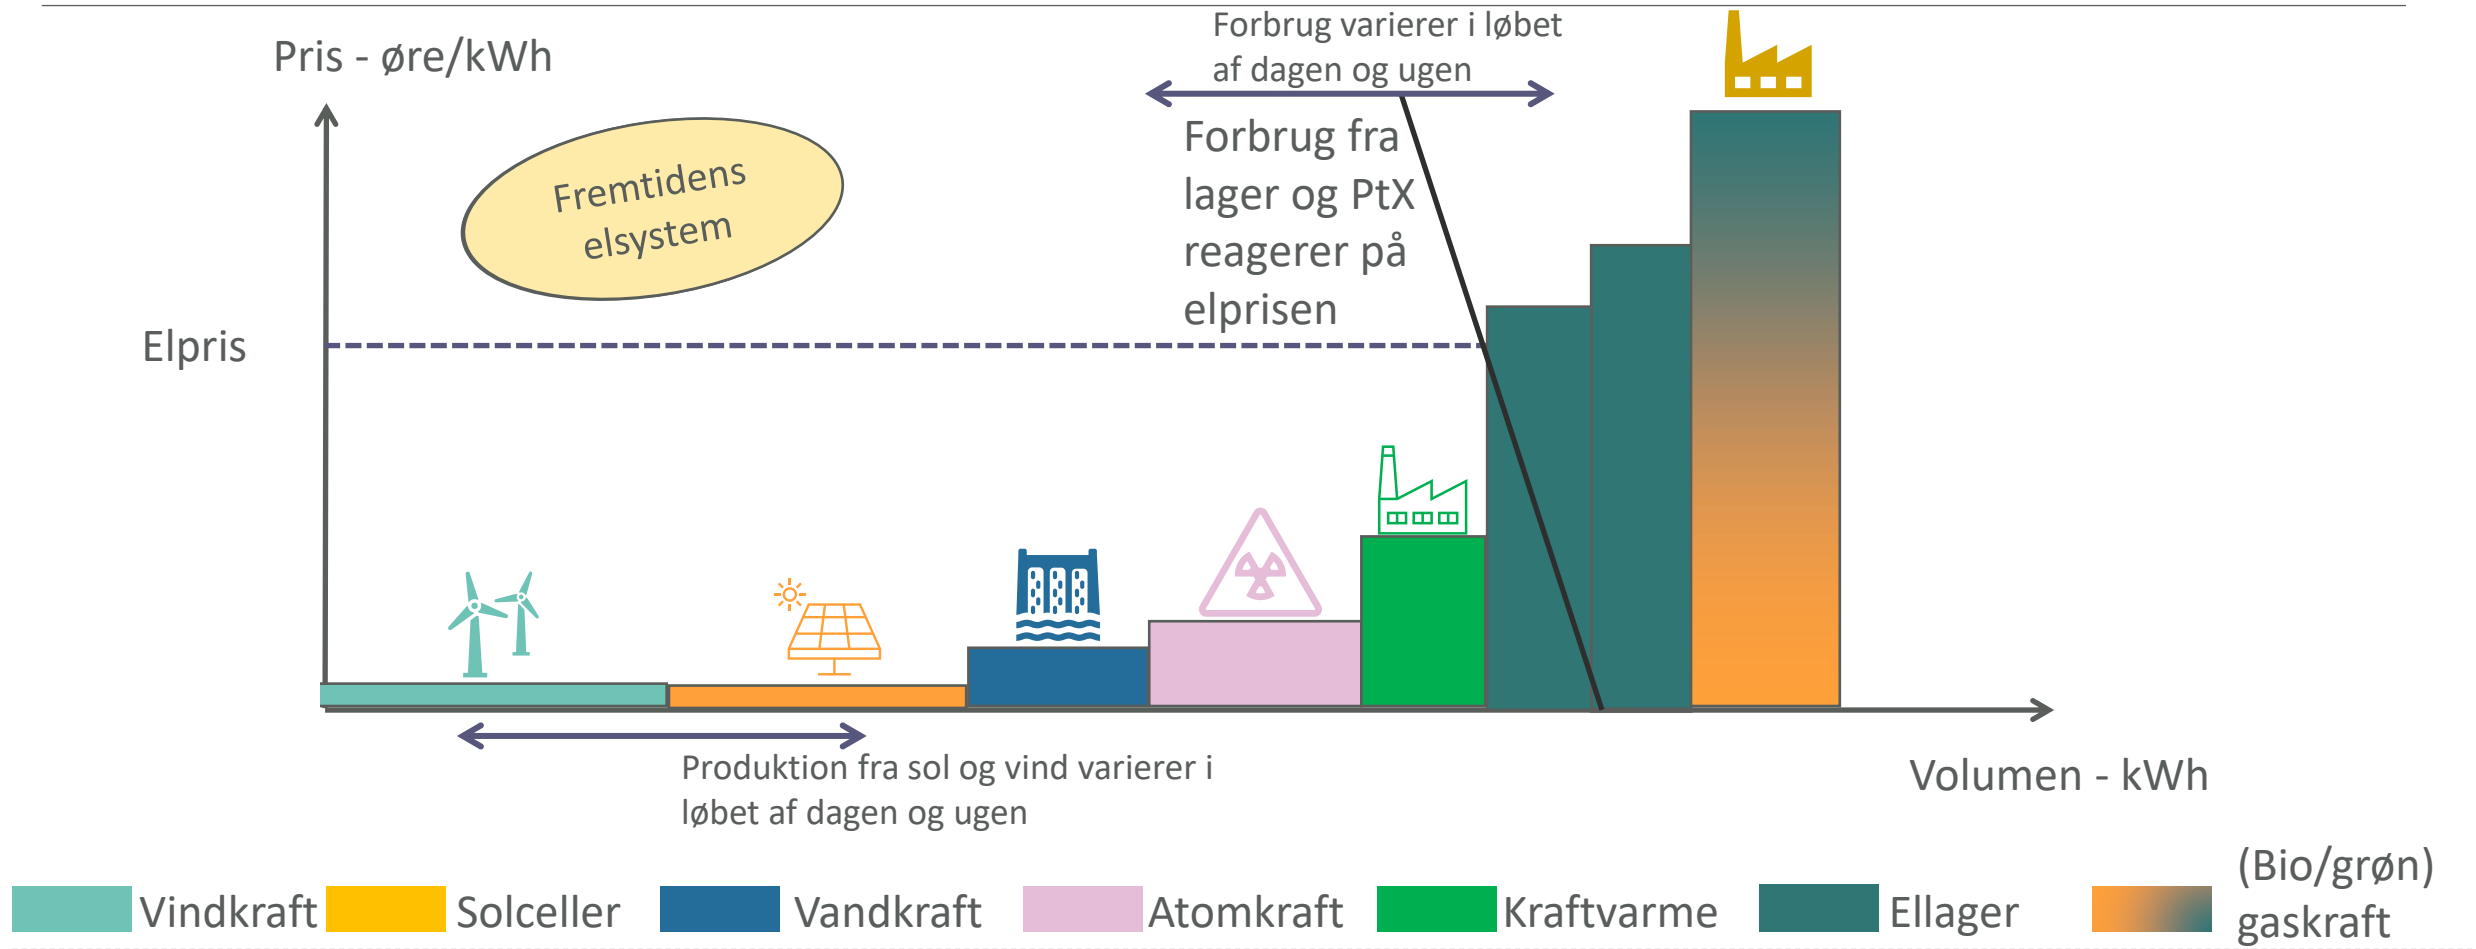 Forbrug varierer i løbet
af dagen og ugen
Pris - øre/kWh
Fremtidens
elsystem
Forbrug fra
lager og PtX
reagerer på
elprisen
Elpris
Produktion fra sol og vind varierer i
løbet af dagen og ugen
Volumen - kWh
Vindkraft
Solceller
Vandkraft
Atomkraft
Kraftvarme
Ellager
(Bio/grøn)
gaskraft